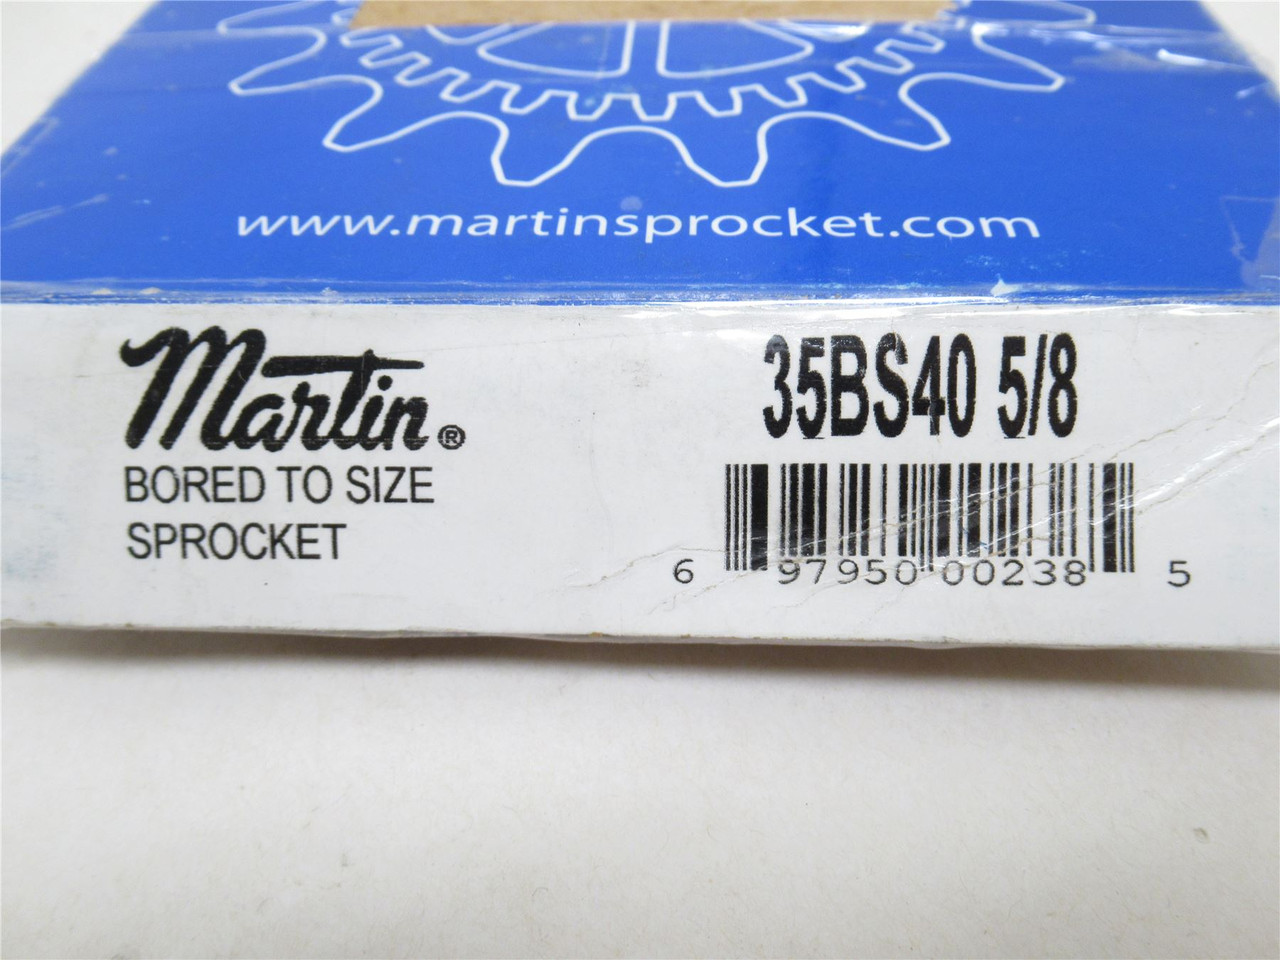 www.martinsprocket.com
Martin®
BORED TO SIZE
SPROCKET
35BS40 5/8
6 97950 00238 5